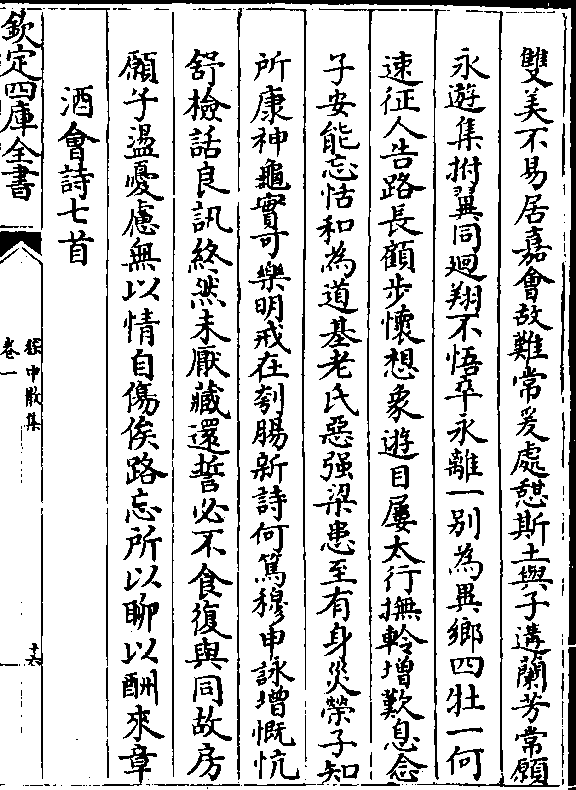 雙美不易居嘉會故難常爰處憇斯土與子遘蘭芳常願
永遊集拊翼同廻翔不悟卒永離一别為異鄉四牡一何
速征人告路長顧步懷想象遊目屢太行撫軨增歎息念
子安能忘恬和為道基老氏惡强梁患至有身災榮子知
所康神龜實可樂明戒在刳腸新詩何篤穆申詠增慨忼
舒檢話良訊終然未厭藏還誓必不食復與同故房
願子盪憂慮無以情自傷俟路忘所以聊以酬來章
酒會詩七首
欽定四庫全書
嵇中散集
卷一
十六